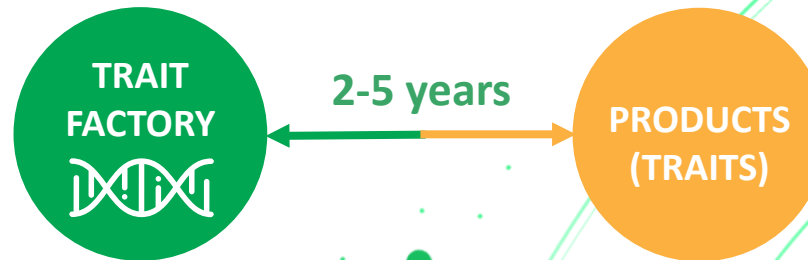 TRAIT
FACTORY
2-5 years
PRODUCTS
(TRAITS)